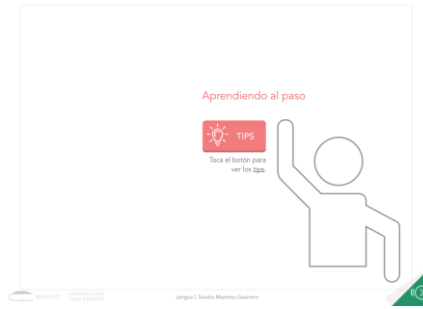 Aprendiendo al paso
TIPS
Toca el botón para
ver los tips.
Lengua I, Sandra Martínez Guerrero